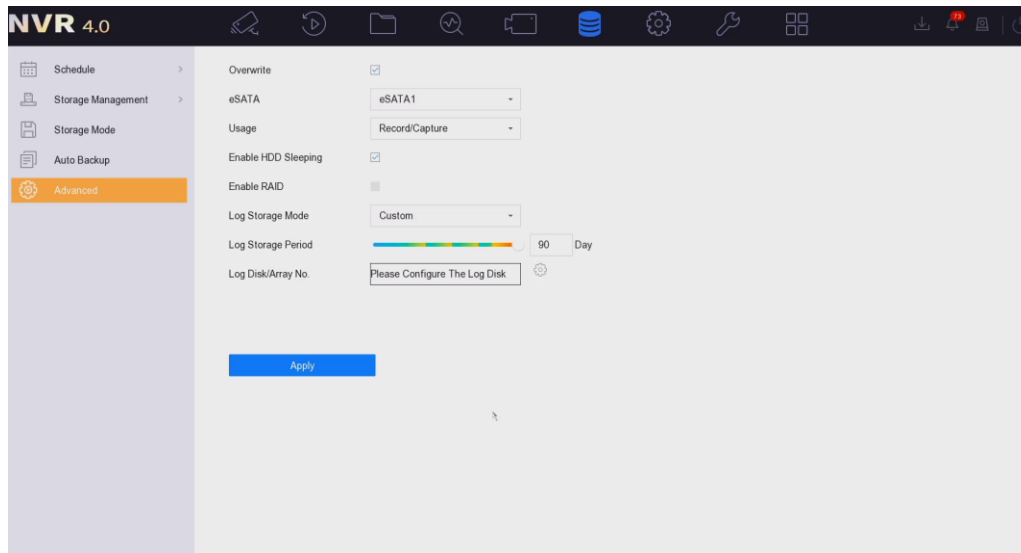 NVR 4.0
73
Schedule
Storage Management
Storage Mode
Auto Backup
Advanced
Overwrite
eSATA eSATA1
Usage Record/Capture
Enable HDD Sleeping
Enable RAID
Log Storage Mode Custom
Log Storage Period 90 Day
Log Disk/Array No. Please Configure The Log Disk
Apply